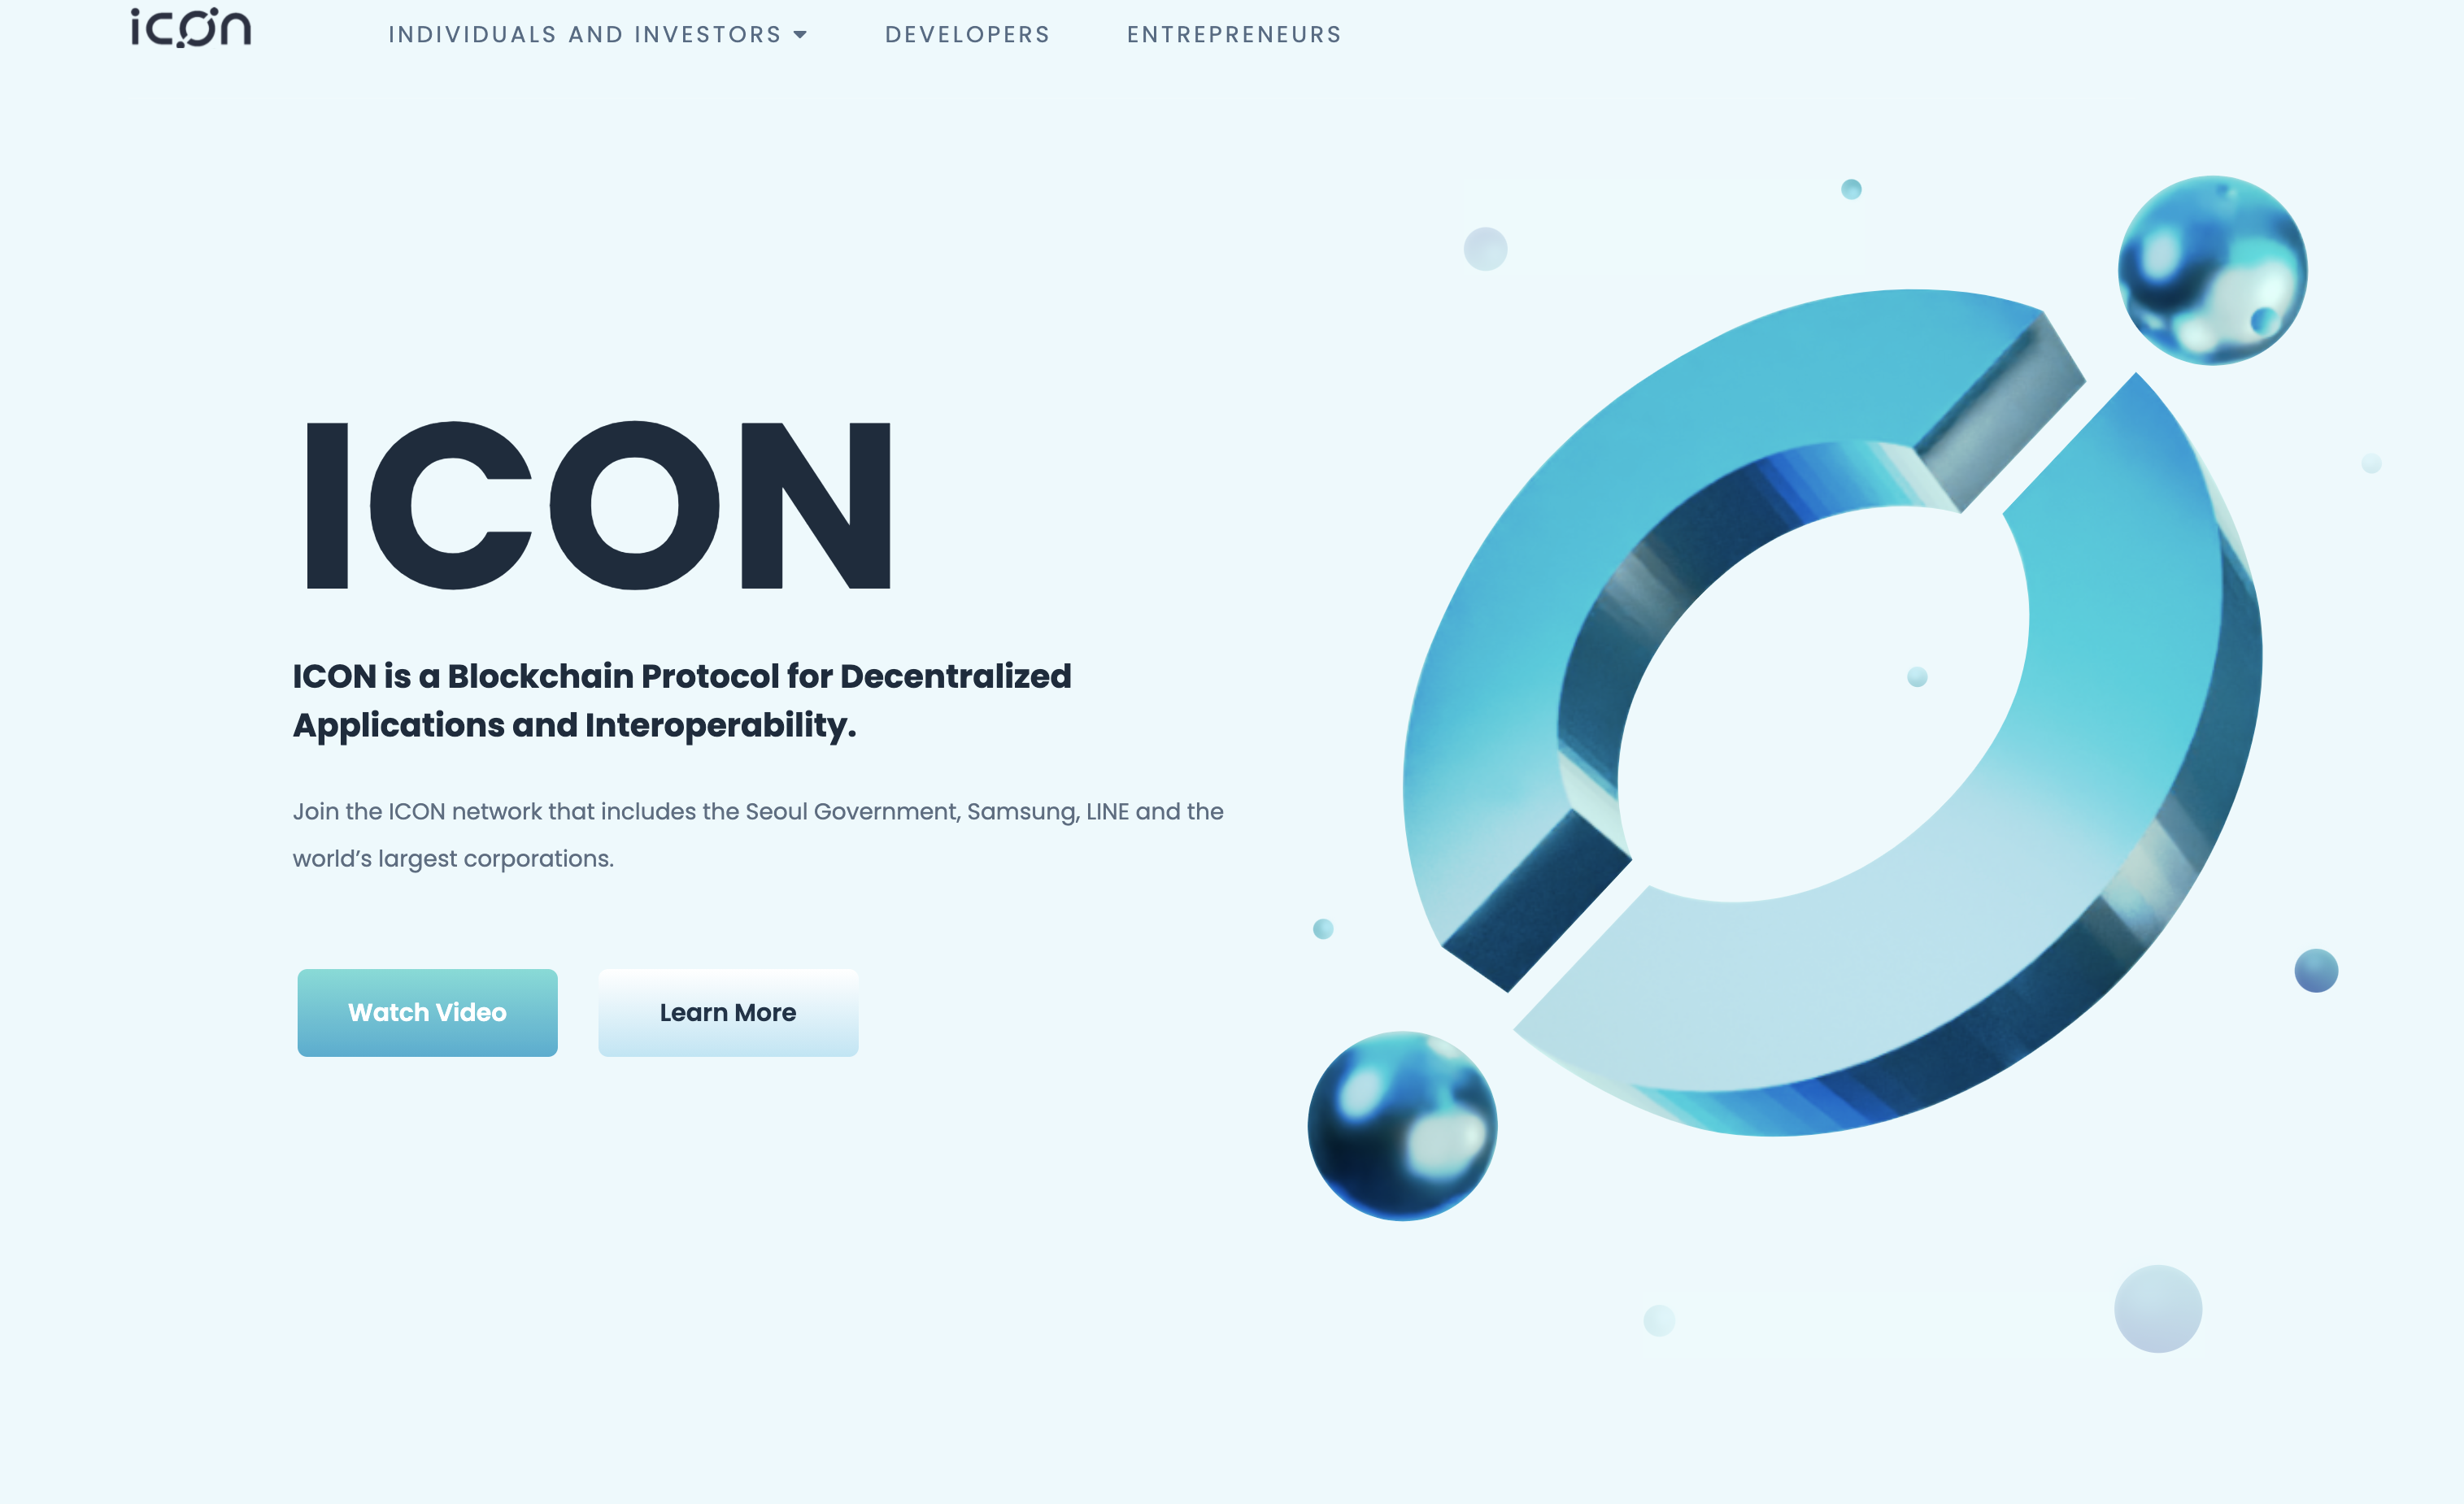 icon
INDIVIDUALS AND INVESTORS
DEVELOPERS
ENTREPRENEURS
ICON
ICON is a Blockchain Protocol for Decentralized
Applications and Interoperability.
Join the ICON network that includes the Seoul Government, Samsung, LINE and the
world’s largest corporations.
Watch Video
Learn More